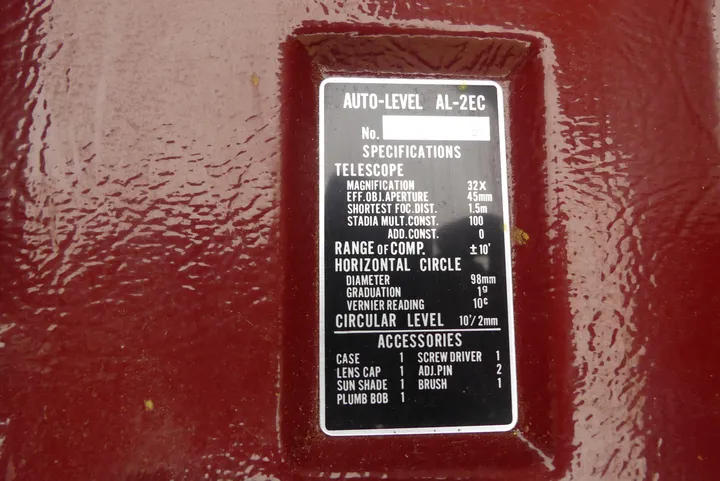 AUTO-LEVEL AL-2EC
No.
SPECIFICATIONS
TELESCOPE
MAGNIFICATION 32X
EFF.OBJ.APERTURE 45mm
SHORTEST FOC.DIST. 1.5m
STADIA MULT.CONST. 100
ADD.CONST. 0
RANGE OF COMP. ±10'
HORIZONTAL CIRCLE
DIAMETER 98mm
GRADUATION 1g
VERNIER READING 10c
CIRCULAR LEVEL 10'/2mm
ACCESSORIES
CASE 1 SCREW DRIVER 1
LENS CAP 1 ADJ.PIN 2
SUN SHADE 1 BRUSH 1
PLUMB BOB 1